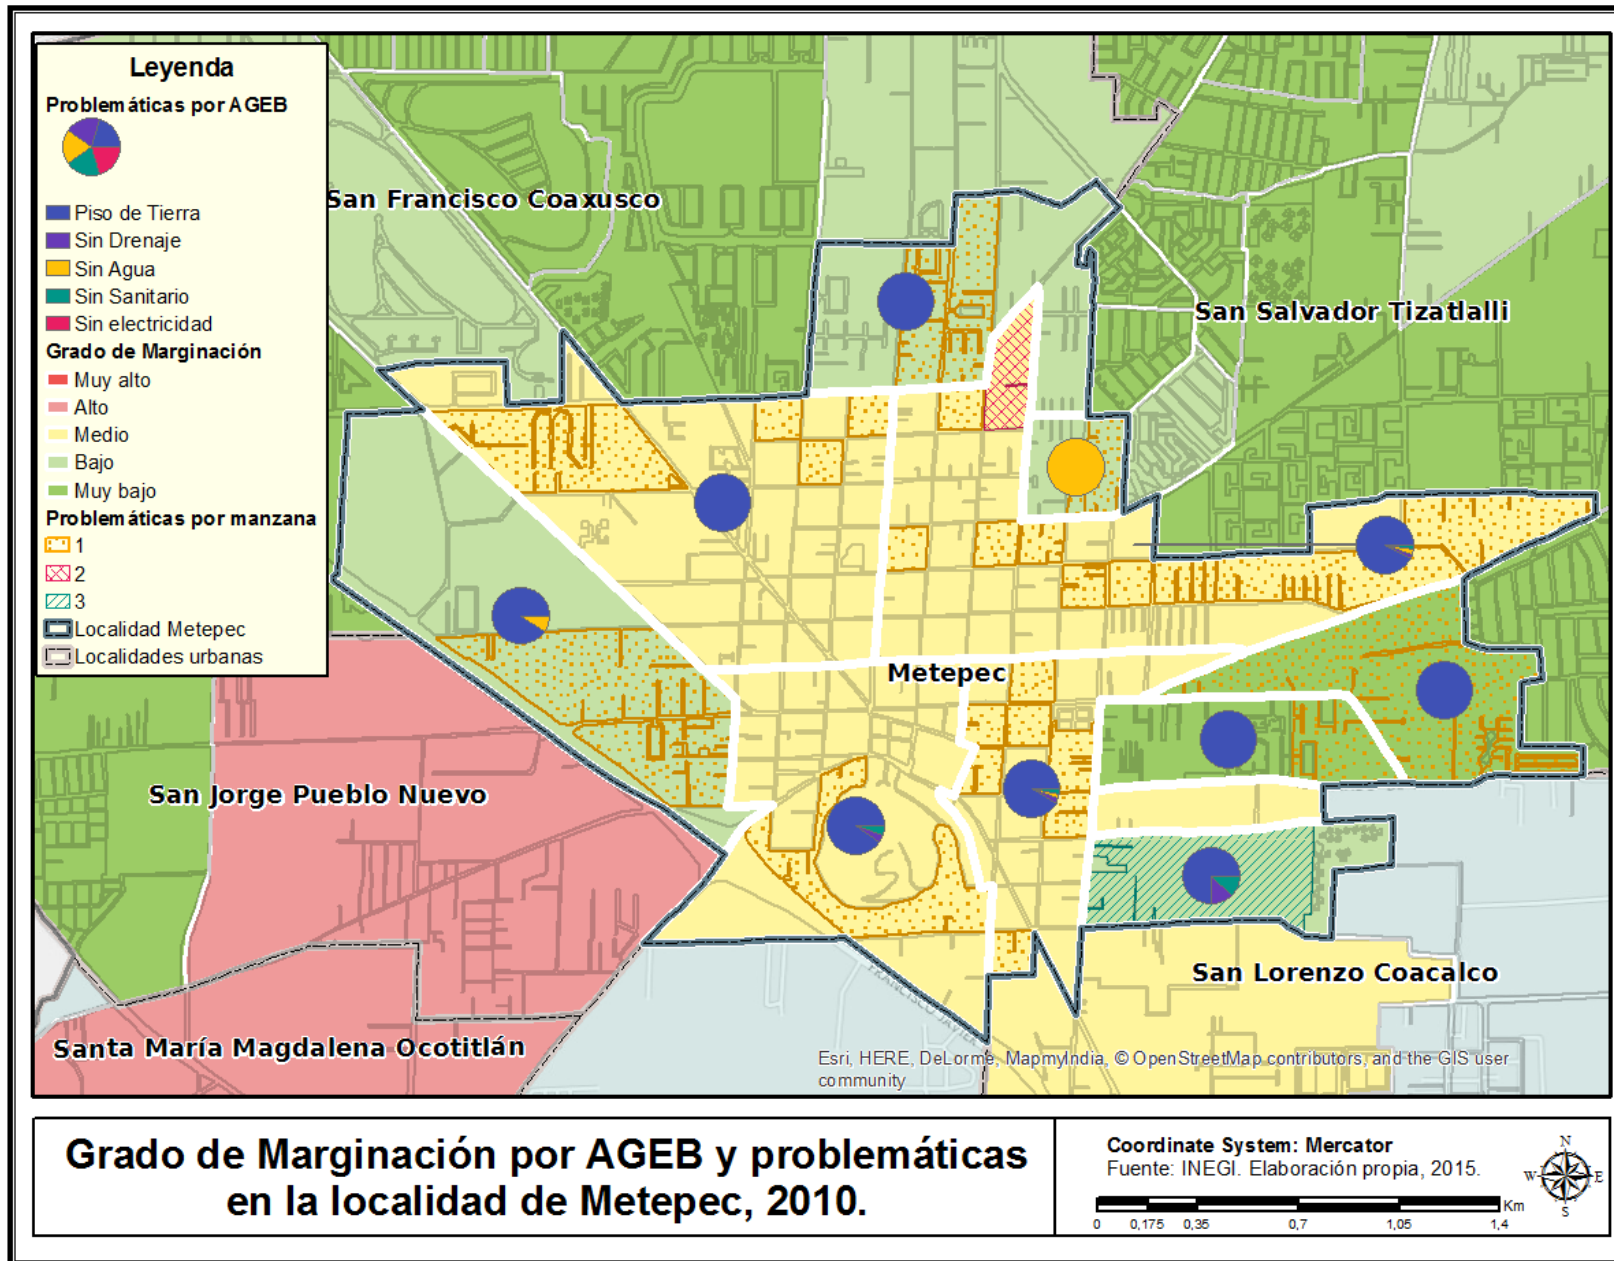 Leyenda
Problemáticas por AGEB
Piso de Tierra
Sin Drenaje
Sin Agua
Sin Sanitario
Sin electricidad
Grado de Marginación
Muy alto
Alto
Medio
Bajo
Muy bajo
Problemáticas por manzana
1
2
3
Localidad Metepec
Localidades urbanas
San Francisco Coaxusco
San Salvador Tizatlalli
Metepec
San Jorge Pueblo Nuevo
San Lorenzo Coacalco
Santa María Magdalena Ocotitlán
FRANCISCO JAVIER
Esri, HERE, DeLorme, MapmyIndia, © OpenStreetMap contributors, and the GIS user
community
Grado de Marginación por AGEB y problemáticas
en la localidad de Metepec, 2010.
Coordinate System: Mercator
Fuente: INEGI. Elaboración propia, 2015.
Km
0 0,175 0,35 0,7 1,05 1,4
N
W E
S